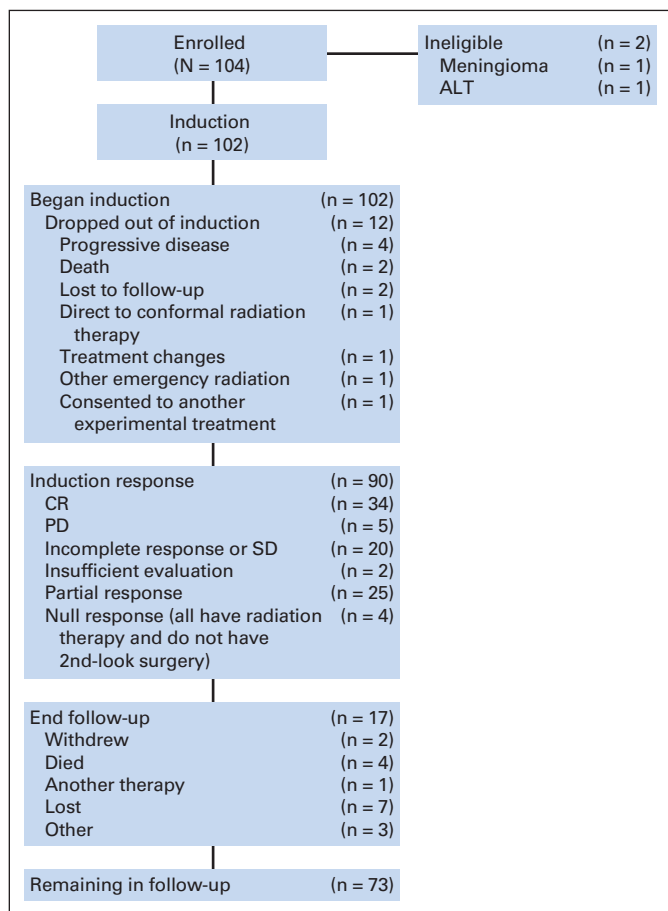 Enrolled
(N = 104)
Ineligible (n = 2)
Meningioma (n = 1)
ALT (n = 1)
Induction
(n = 102)
Began induction (n = 102)
Dropped out of induction (n = 12)
Progressive disease (n = 4)
Death (n = 2)
Lost to follow-up (n = 2)
Direct to conformal radiation (n = 1)
therapy
Treatment changes (n = 1)
Other emergency radiation (n = 1)
Consented to another (n = 1)
experimental treatment
Induction response (n = 90)
CR (n = 34)
PD (n = 5)
Incomplete response or SD (n = 20)
Insufficient evaluation (n = 2)
Partial response (n = 25)
Null response (all have radiation (n = 4)
therapy and do not have
2nd-look surgery)
End follow-up (n = 17)
Withdrew (n = 2)
Died (n = 4)
Another therapy (n = 1)
Lost (n = 7)
Other (n = 3)
Remaining in follow-up (n = 73)